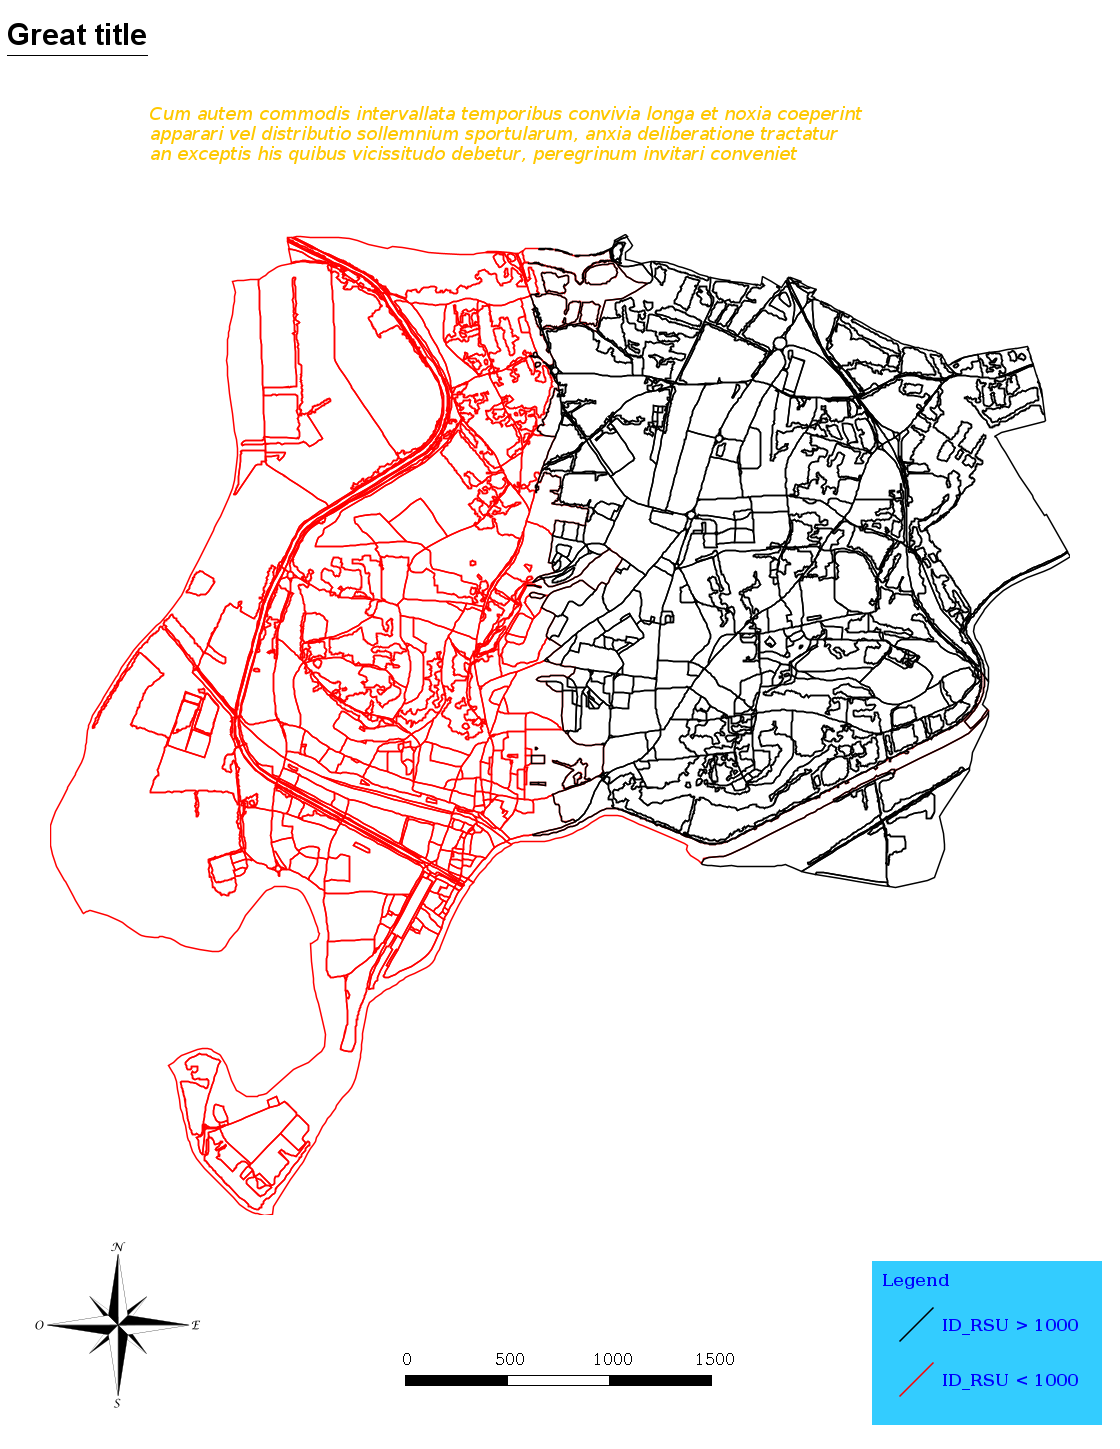 Great title
Cum autem commodis intervallata temporibus convivia longa et noxia coeperint
apparari vel distributio sollemnium sportularum, anxia deliberatione tractatur
an exceptis his quibus vicissitudo debetur, peregrinum invitari conveniet
N
O E
S
0 500 1000 1500
Legend
ID_RSU > 1000
ID_RSU < 1000